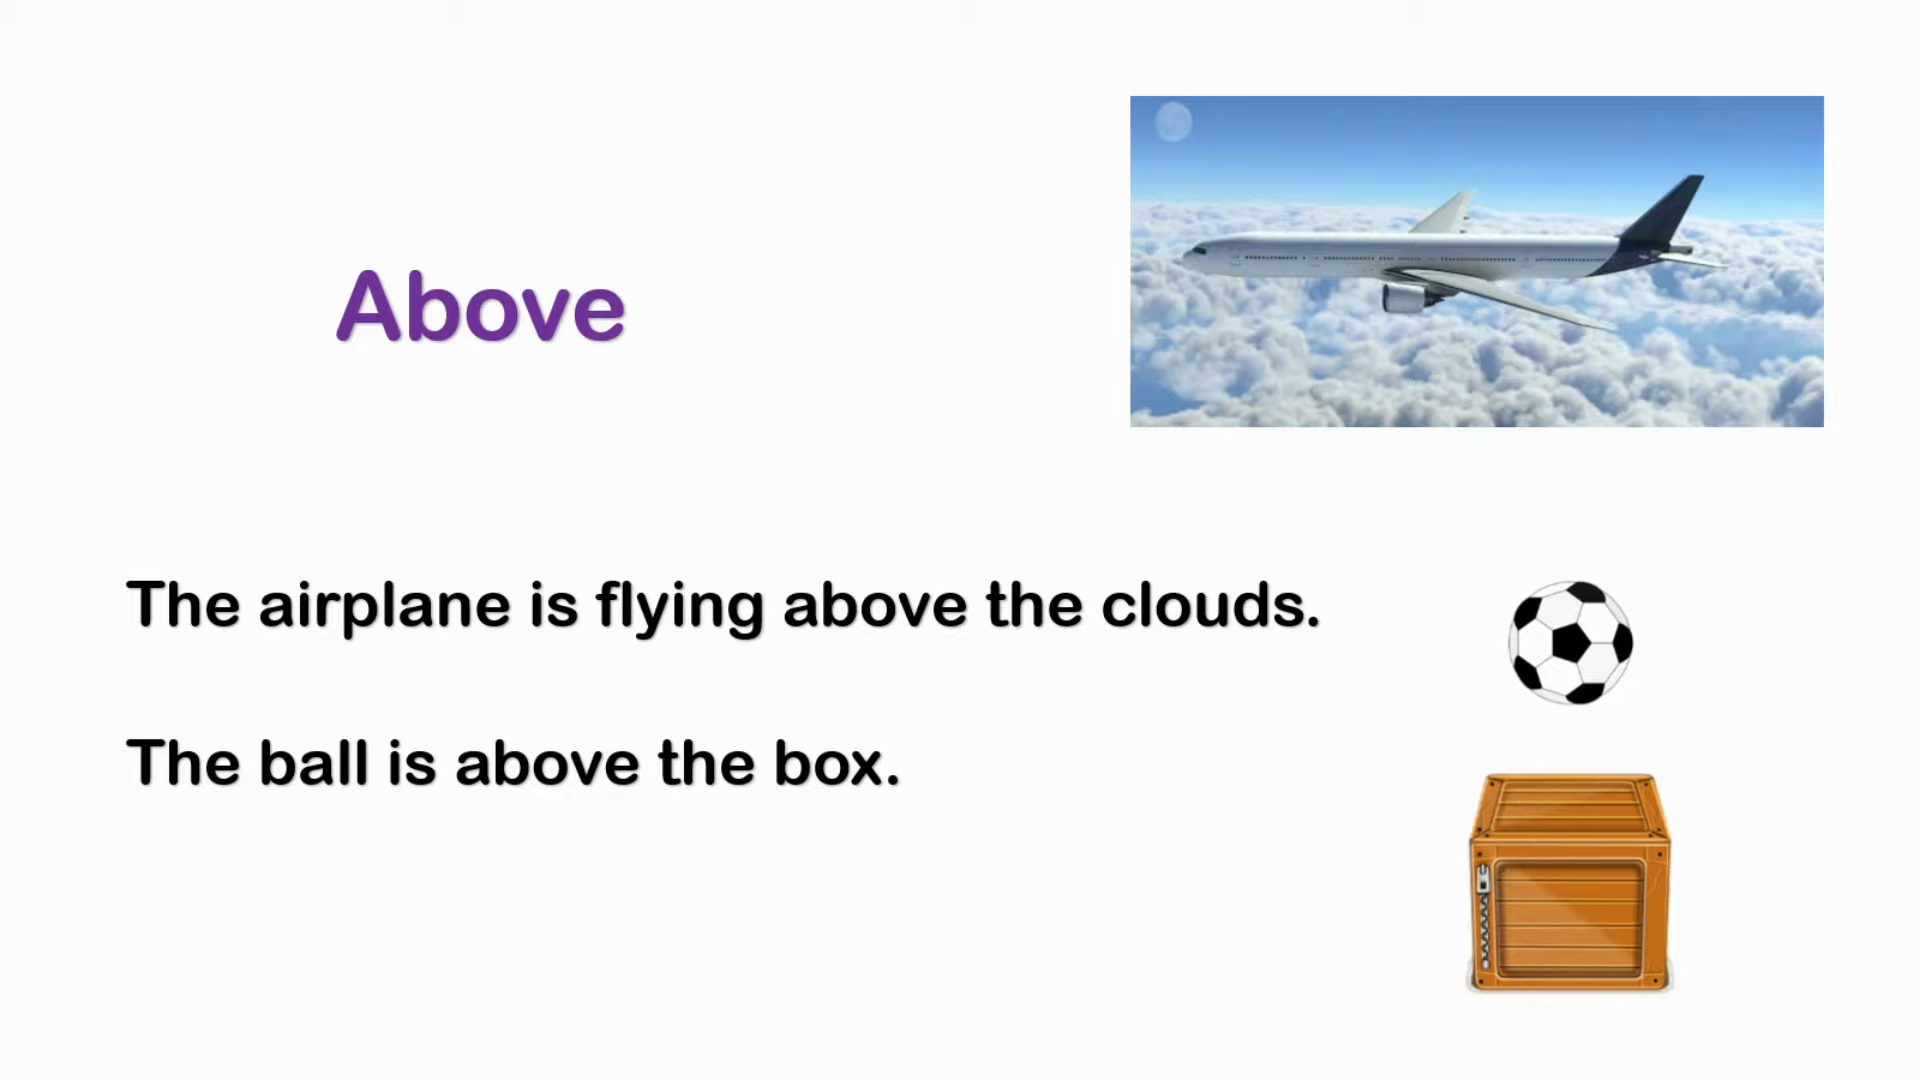 Above
The airplane is flying above the clouds.
The ball is above the box.